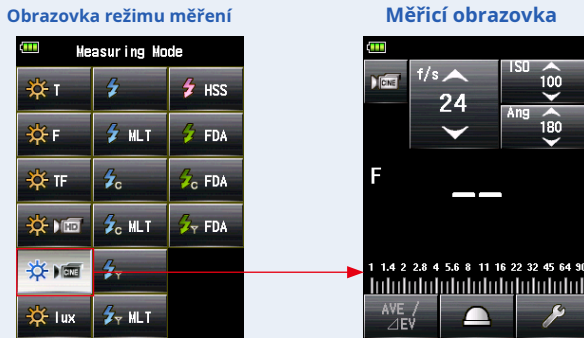 Obrazovka režimu měření
Měřicí obrazovka
Measuring Mode
T
HSS
F
MLT
FDA
TF
C
C FDA
HD
C MLT
Y FDA
CINE
Y
lux
Y MLT
CINE
f/s
24
ISO
100
Ang
180
F
1 1.4 2 2.8 4 5.6 8 11 16 22 32 45 64 90
AVE /
⊿EV